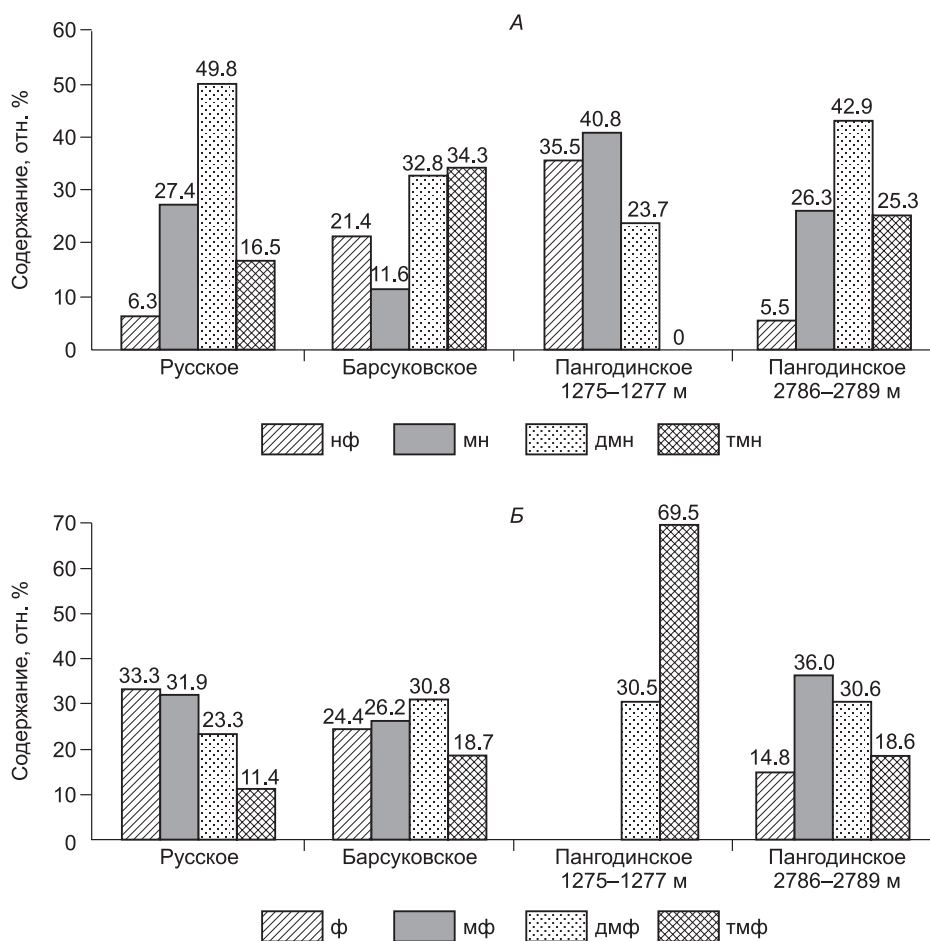 А
Содержание, отн. %
60
50
40
30
20
10
0
6.3
27.4
49.8
16.5
21.4
11.6
32.8
34.3
35.5
40.8
23.7
0
5.5
26.3
42.9
25.3
Русское
Барсуковское
Пангодинское
1275–1277 м
Пангодинское
2786–2789 м
нф
мн
дмн
тмн
Б
Содержание, отн. %
70
60
50
40
30
20
10
0
33.3
31.9
23.3
11.4
24.4
26.2
30.8
18.7
30.5
69.5
14.8
36.0
30.6
18.6
Русское
Барсуковское
Пангодинское
1275–1277 м
Пангодинское
2786–2789 м
ф
мф
дмф
тмф